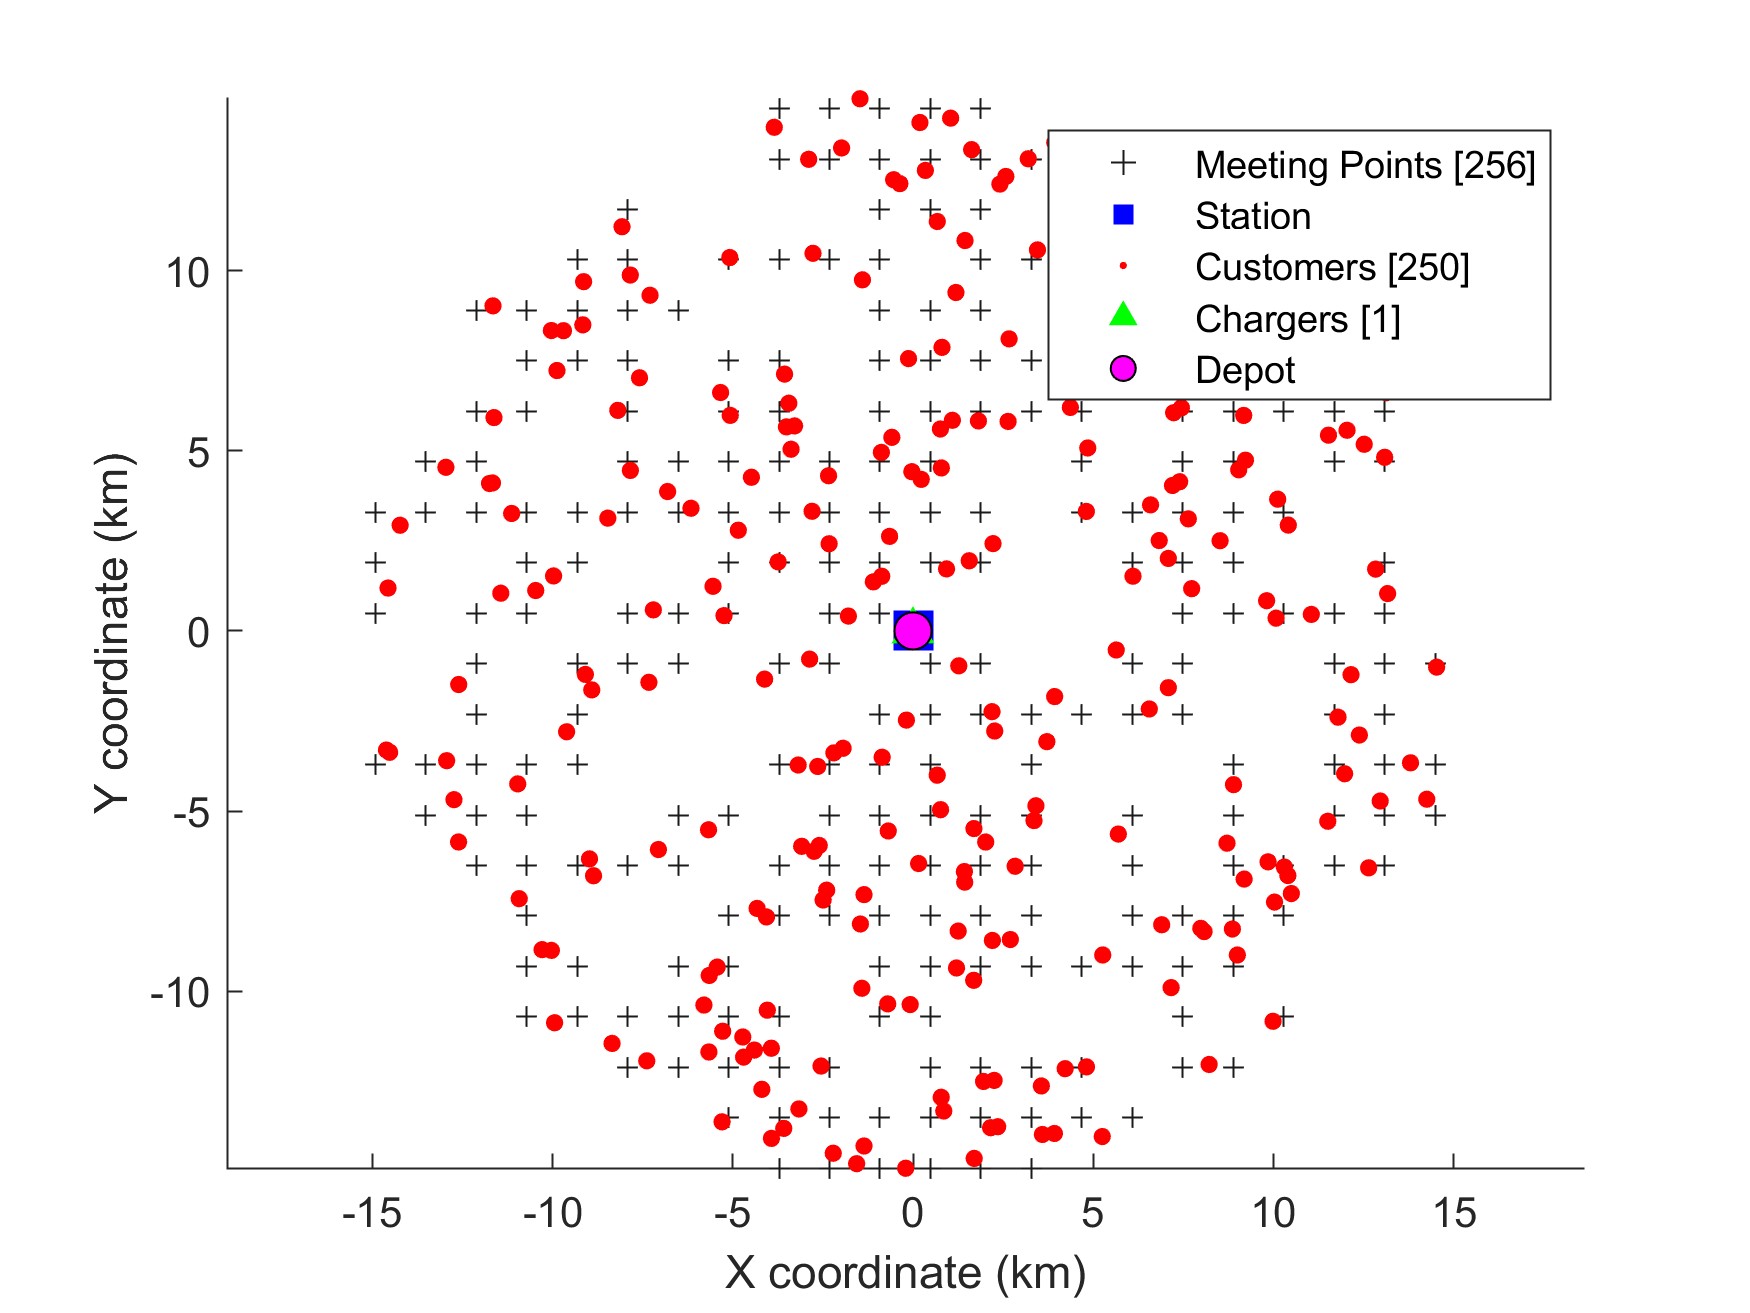 Meeting Points [256]
Station
Customers [250]
Chargers [1]
Depot
10
5
0
-5
-10
Y coordinate (km)
-15 -10 -5 0 5 10 15
X coordinate (km)